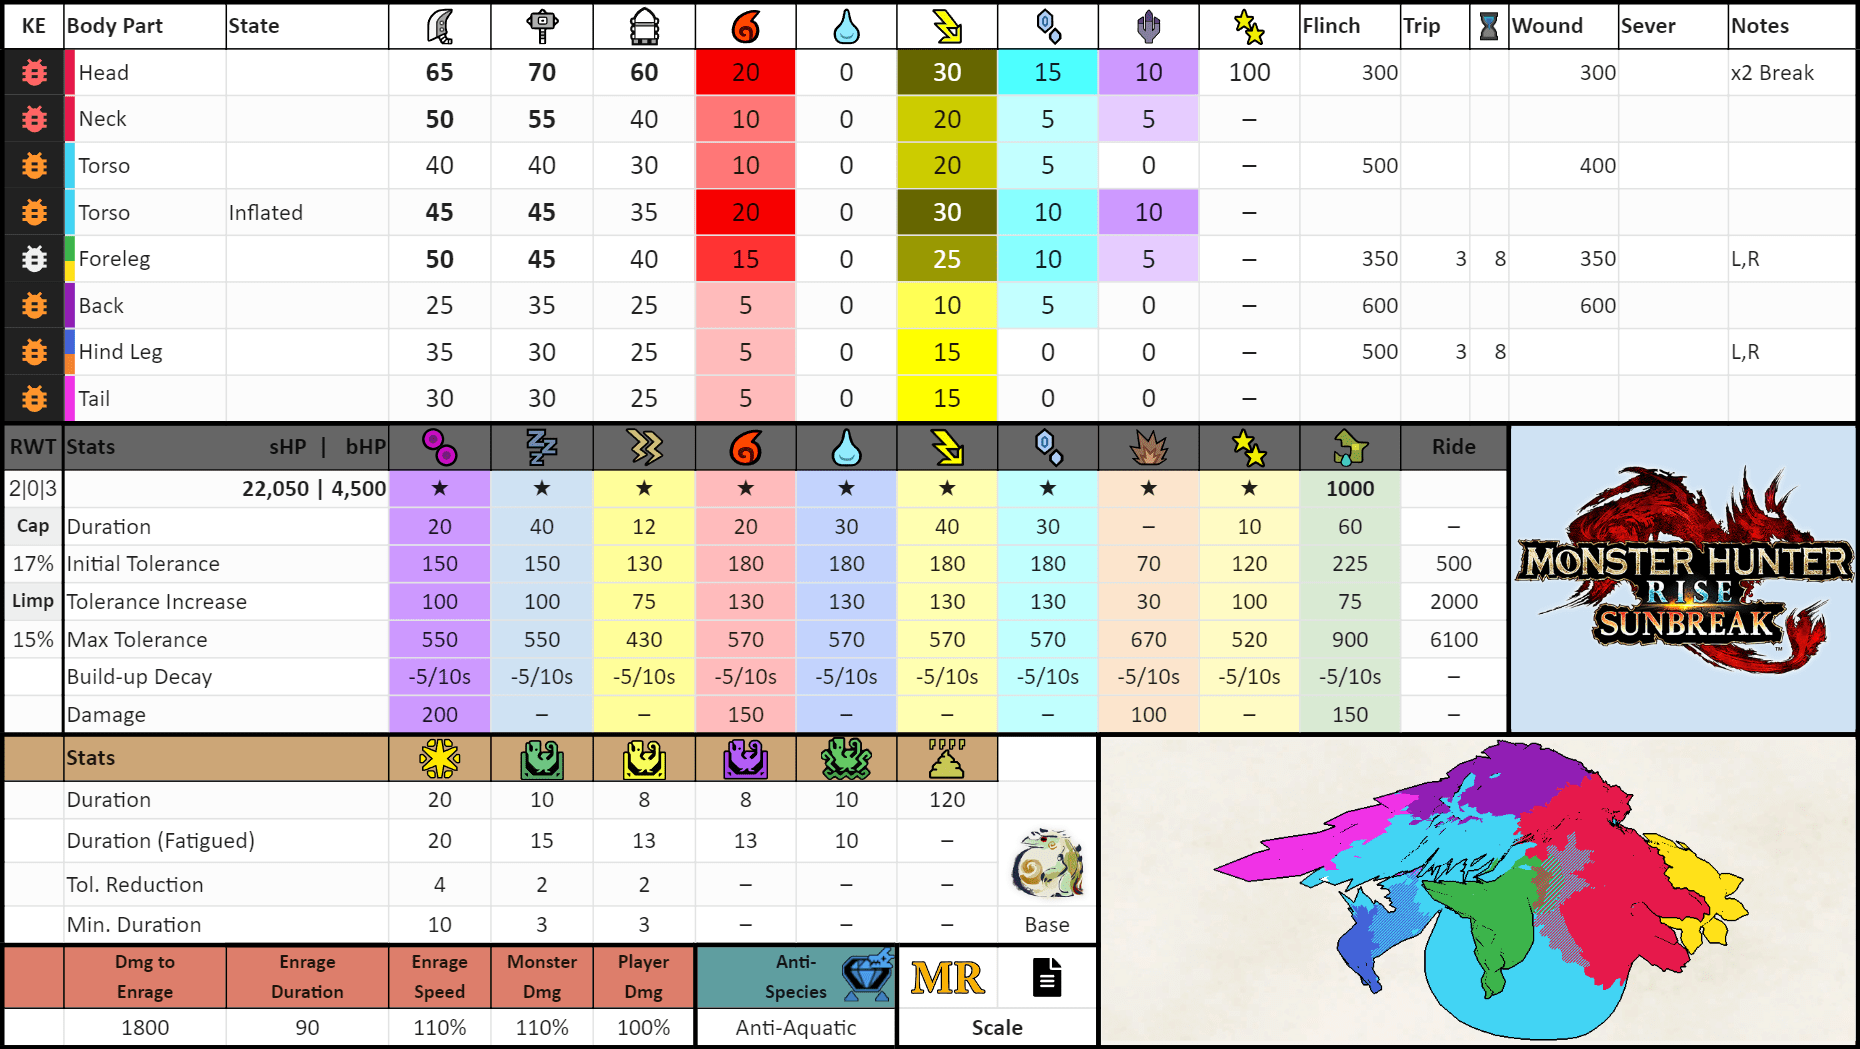 KE Body Part State Flinch Trip Wound Sever Notes
Head 65 70 60 20 0 30 15 10 100 300 300 x2 Break
Neck 50 55 40 10 0 20 5 5 –
Torso 40 40 30 10 0 20 5 0 – 500 400
Torso Inflated 45 45 35 20 0 30 10 10 –
Foreleg 50 45 40 15 0 25 10 5 – 350 3 8 350 L,R
Back 25 35 25 5 0 10 5 0 – 600 600
Hind Leg 35 30 25 5 0 15 0 0 – 500 3 8 L,R
Tail 30 30 25 5 0 15 0 0 –
RWT Stats sHP | bHP Ride
2|0|3 22,050 | 4,500 ★ ★ ★ ★ ★ ★ ★ ★ ★ 1000
Cap Duration 20 40 12 20 30 40 30 – 10 60 –
17% Initial Tolerance 150 150 130 180 180 180 180 70 120 225 500
Limp Tolerance Increase 100 100 75 130 130 130 130 30 100 75 2000
15% Max Tolerance 550 550 430 570 570 570 570 670 520 900 6100
Build-up Decay -5/10s -5/10s -5/10s -5/10s -5/10s -5/10s -5/10s -5/10s -5/10s -5/10s –
Damage 200 – – 150 – – – 100 – 150 –
MONSTER HUNTER
RISE
SUNBREAK™
Stats
Duration 20 10 8 8 10 120
Duration (Fatigued) 20 15 13 13 10 –
Tol. Reduction 4 2 2 – – –
Min. Duration 10 3 3 – – – Base
Dmg to Enrage Enrage Monster Player Anti-
Enrage Duration Speed Dmg Dmg Species MR
1800 90 110% 110% 100% Anti-Aquatic Scale